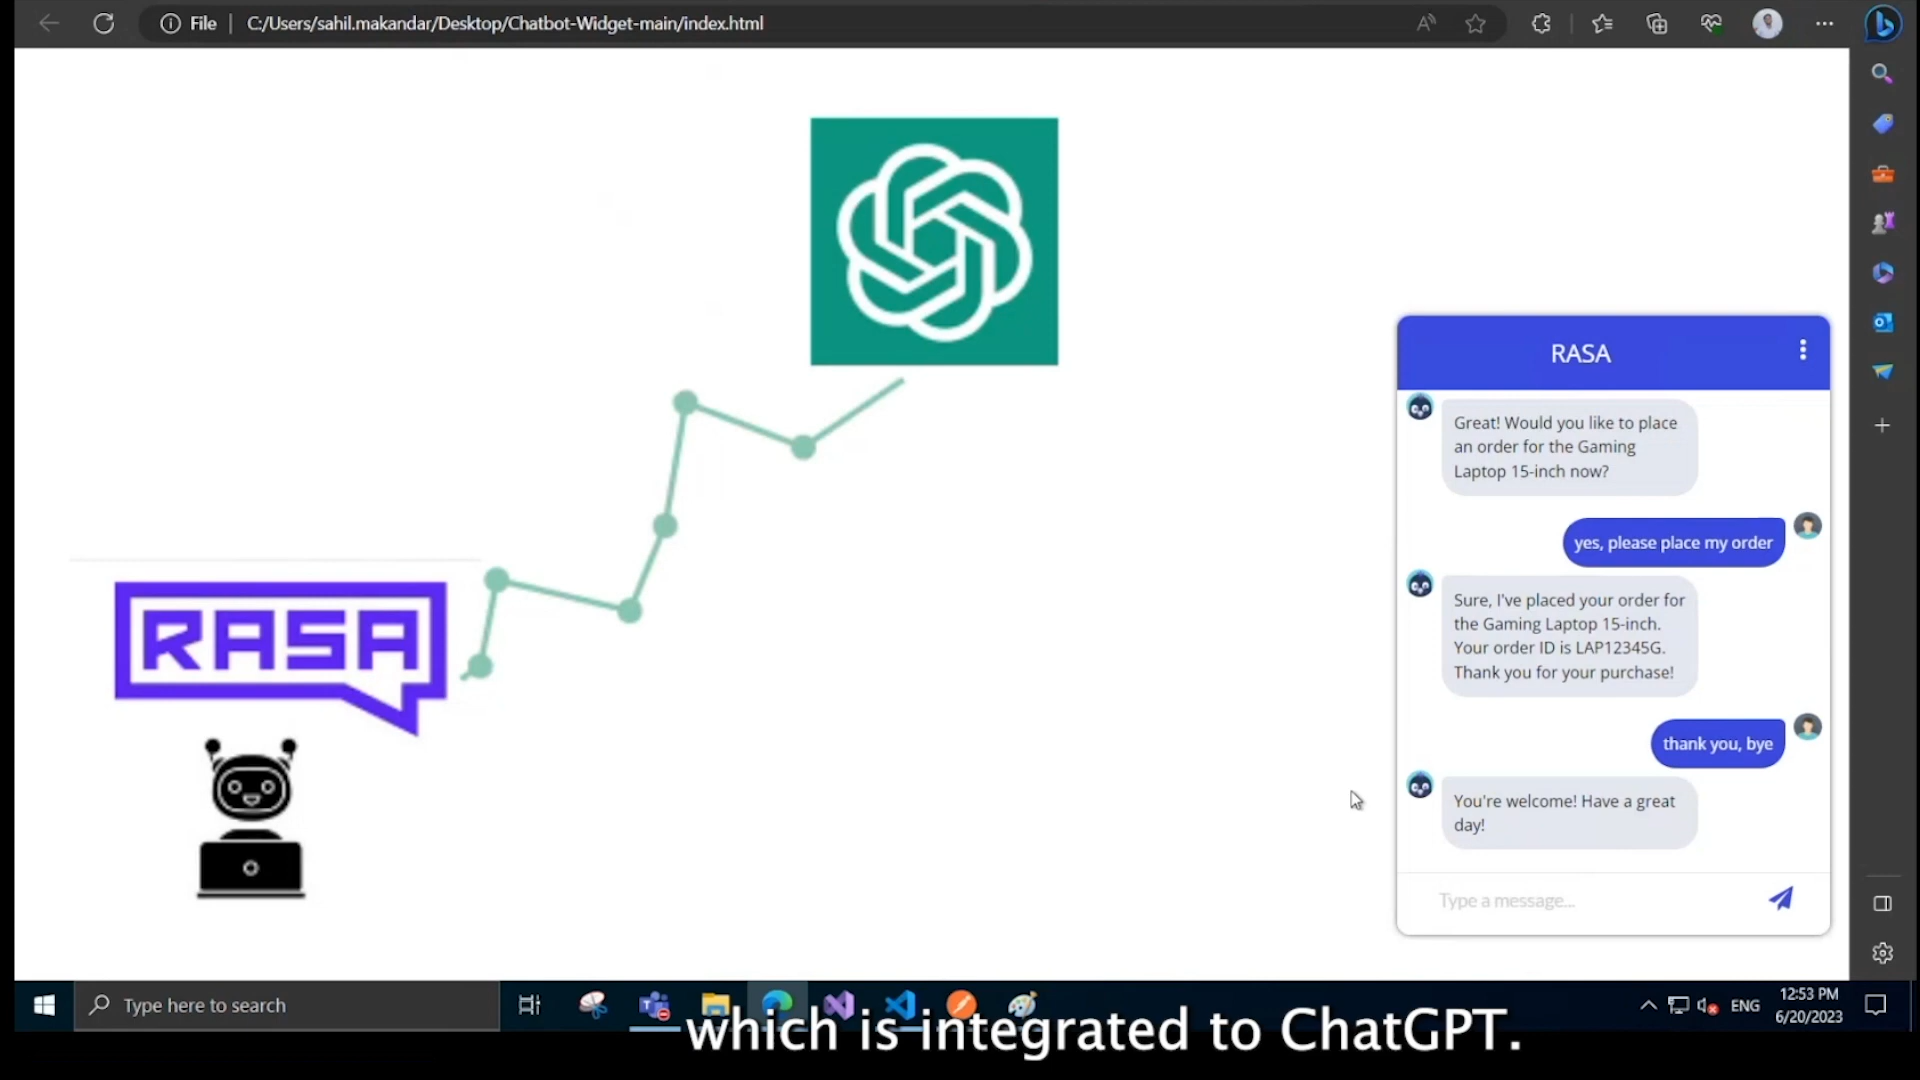 File
C:/Users/sahil.makandar/Desktop/Chatbot-Widget-main/index.html
RASA
Great! Would you like to place
an order for the Gaming
Laptop 15-inch now?
yes, please place my order
Sure, I've placed your order for
the Gaming Laptop 15-inch.
Your order ID is LAP12345G.
Thank you for your purchase!
thank you, bye
You're welcome! Have a great
day!
Type a message...
RASA
Type here to search
ENG
12:53 PM
6/20/2023
which is integrated to ChatGPT.